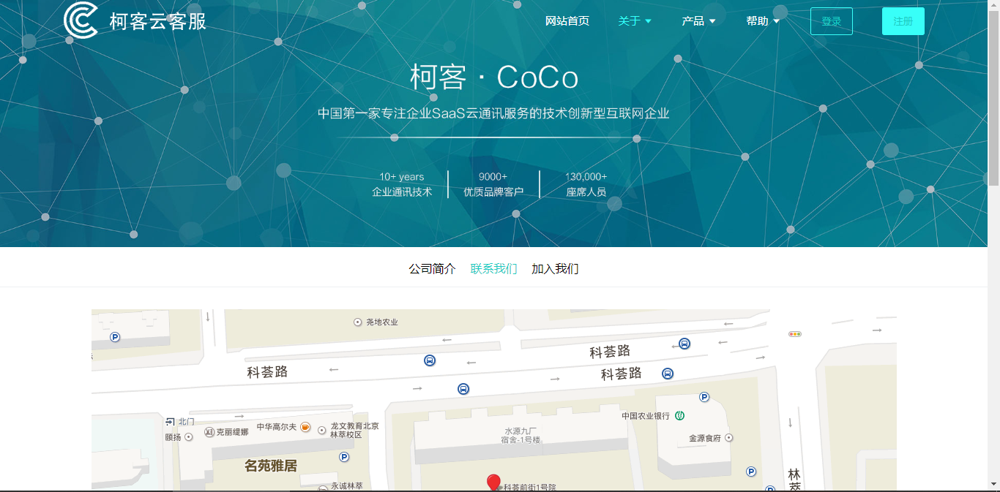 柯客云客服
网站首页 关于 产品 帮助 登录 注册
柯客 · CoCo
中国第一家专注企业SaaS云通讯服务的技术创新型互联网企业
10+ years 9000+ 130,000+
企业通讯技术 优质品牌客户 座席人员
公司简介 联系我们 加入我们
尧地农业
P
科荟路
科荟路
科荟路
P
中国农业银行
北门
颐扬
克丽缇娜
中华高尔夫
龙文教育北京
林萃校区
水源九厂
宿舍-1号楼
金源食府
名苑雅居
P
P
林萃
永诚林萃
科荟前街1号院
P